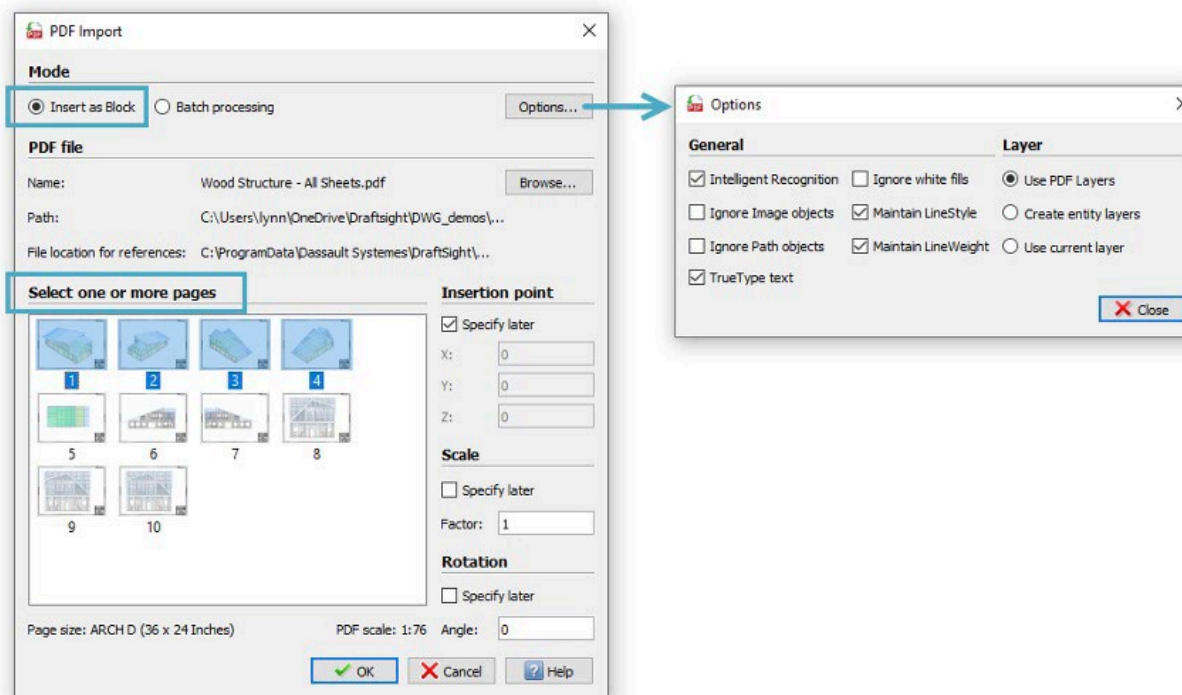 PDF Import
Mode
Insert as Block Batch processing Options...
PDF file
Name: Wood Structure - All Sheets.pdf Browse...
Path: C:\Users\lynn\OneDrive\Draftsight\DWG_demos\...
File location for references: C:\ProgramData\Dassault Systemes\DraftSight\...
Select one or more pages
1 2 3 4
5 6 7 8
9 10
Insertion point
Specify later
X: 0
Y: 0
Z: 0
Scale
Specify later
Factor: 1
Rotation
Specify later
Angle: 0
Page size: ARCH D (36 x 24 Inches) PDF scale: 1:76
OK Cancel Help
Options
General Layer
Intelligent Recognition Ignore white fills Use PDF Layers
Ignore Image objects Maintain LineStyle Create entity layers
Ignore Path objects Maintain LineWeight Use current layer
TrueType text
Close